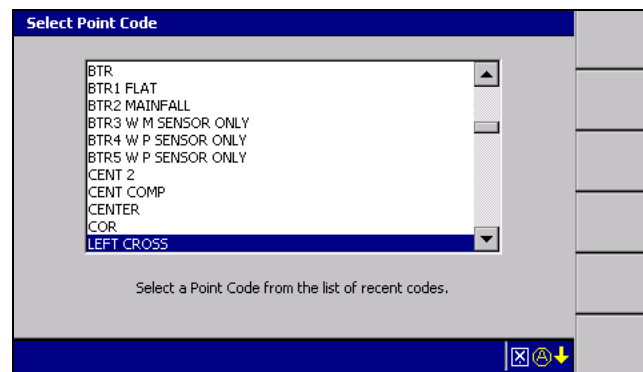 Select Point Code
BTR
BTR1 FLAT
BTR2 MAINFALL
BTR3 W M SENSOR ONLY
BTR4 W P SENSOR ONLY
BTR5 W P SENSOR ONLY
CENT 2
CENT COMP
CENTER
COR
LEFT CROSS
Select a Point Code from the list of recent codes.
A